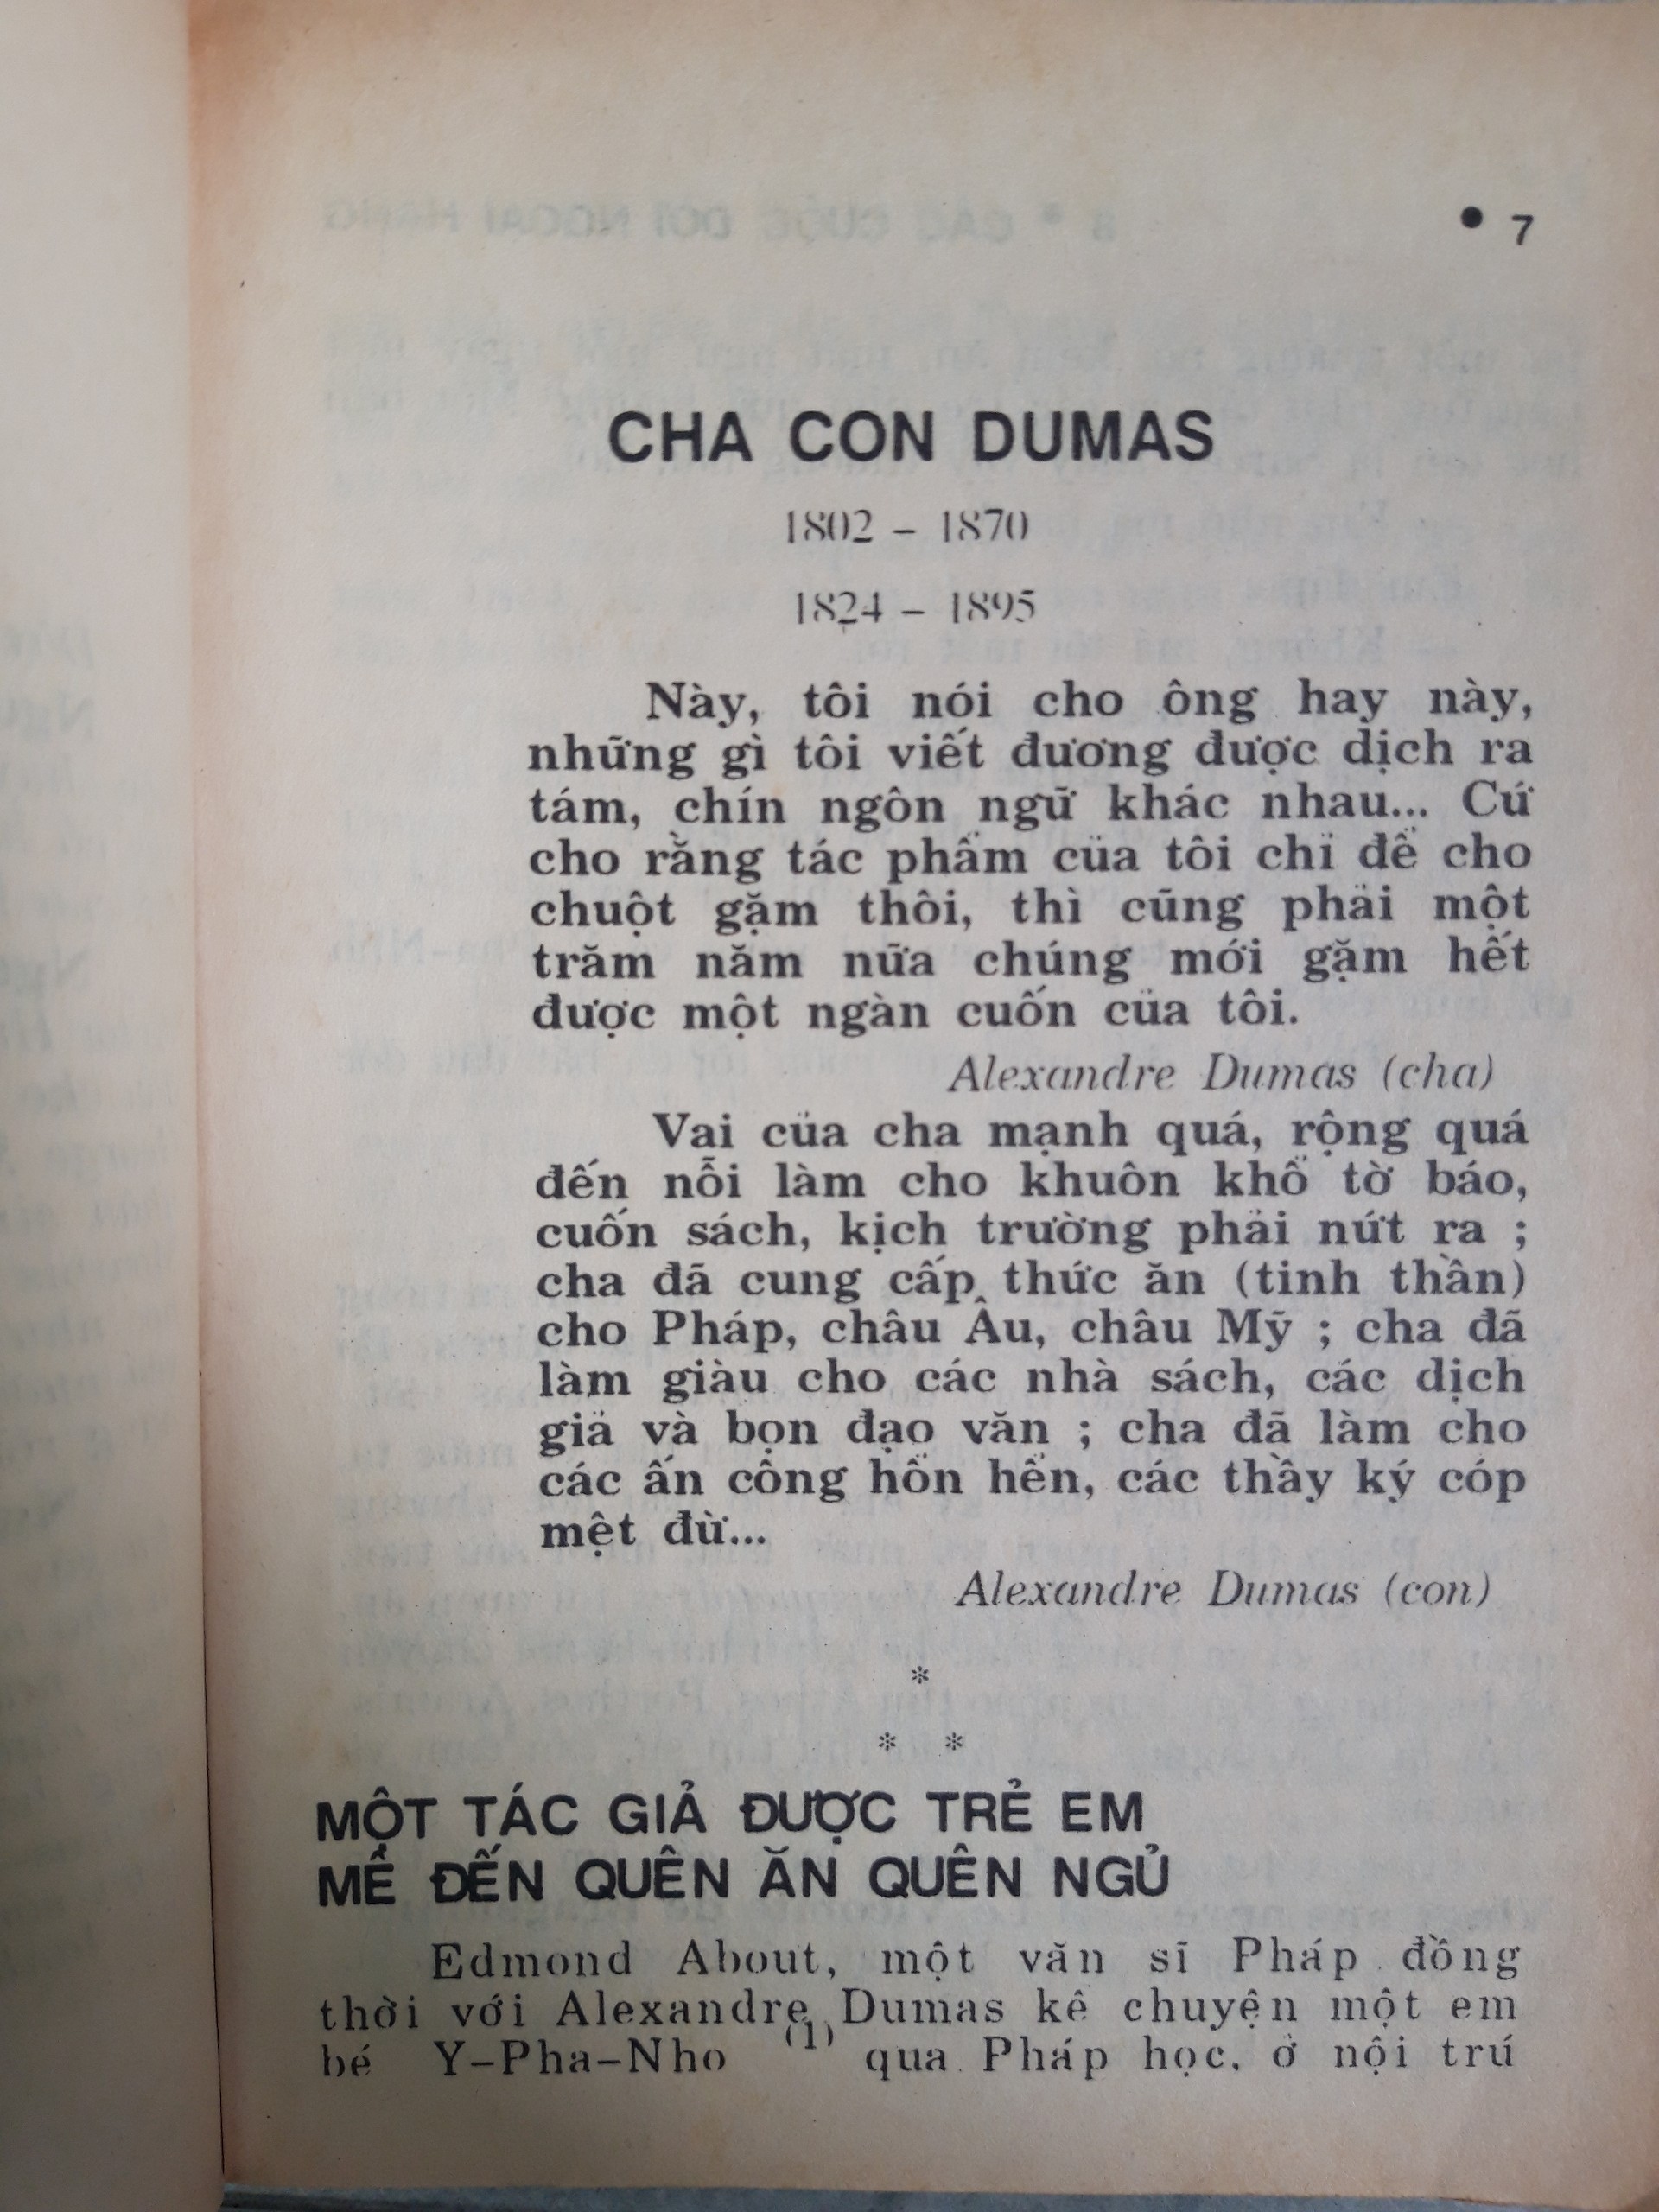 • 7
CHA CON DUMAS
1802 – 1870
1824 – 1895
Này, tôi nói cho ông hay này,
những gì tôi viết đương được dịch ra
tám, chín ngôn ngữ khác nhau... Cứ
cho rằng tác phẩm của tôi chỉ để cho
chuột gặm thôi, thì cũng phải một
trăm năm nữa chúng mới gặm hết
được một ngàn cuốn của tôi.
Alexandre Dumas (cha)
Vai của cha mạnh quá, rộng quá
đến nỗi làm cho khuôn khổ tờ báo,
cuốn sách, kịch trường phải nứt ra ;
cha đã cung cấp thức ăn (tinh thần)
cho Pháp, châu Âu, châu Mỹ ; cha đã
làm giàu cho các nhà sách, các dịch
giả và bọn đạo văn ; cha đã làm cho
các ấn công hổn hển, các thầy ký cóp
mệt đừ...
Alexandre Dumas (con)
*
* *
MỘT TÁC GIẢ ĐƯỢC TRẺ EM
MÊ ĐẾN QUÊN ĂN QUÊN NGỦ
Edmond About, một văn sĩ Pháp đồng
thời với Alexandre Dumas kể chuyện một em
bé Y–Pha–Nho (1) qua Pháp học, ở nội trú